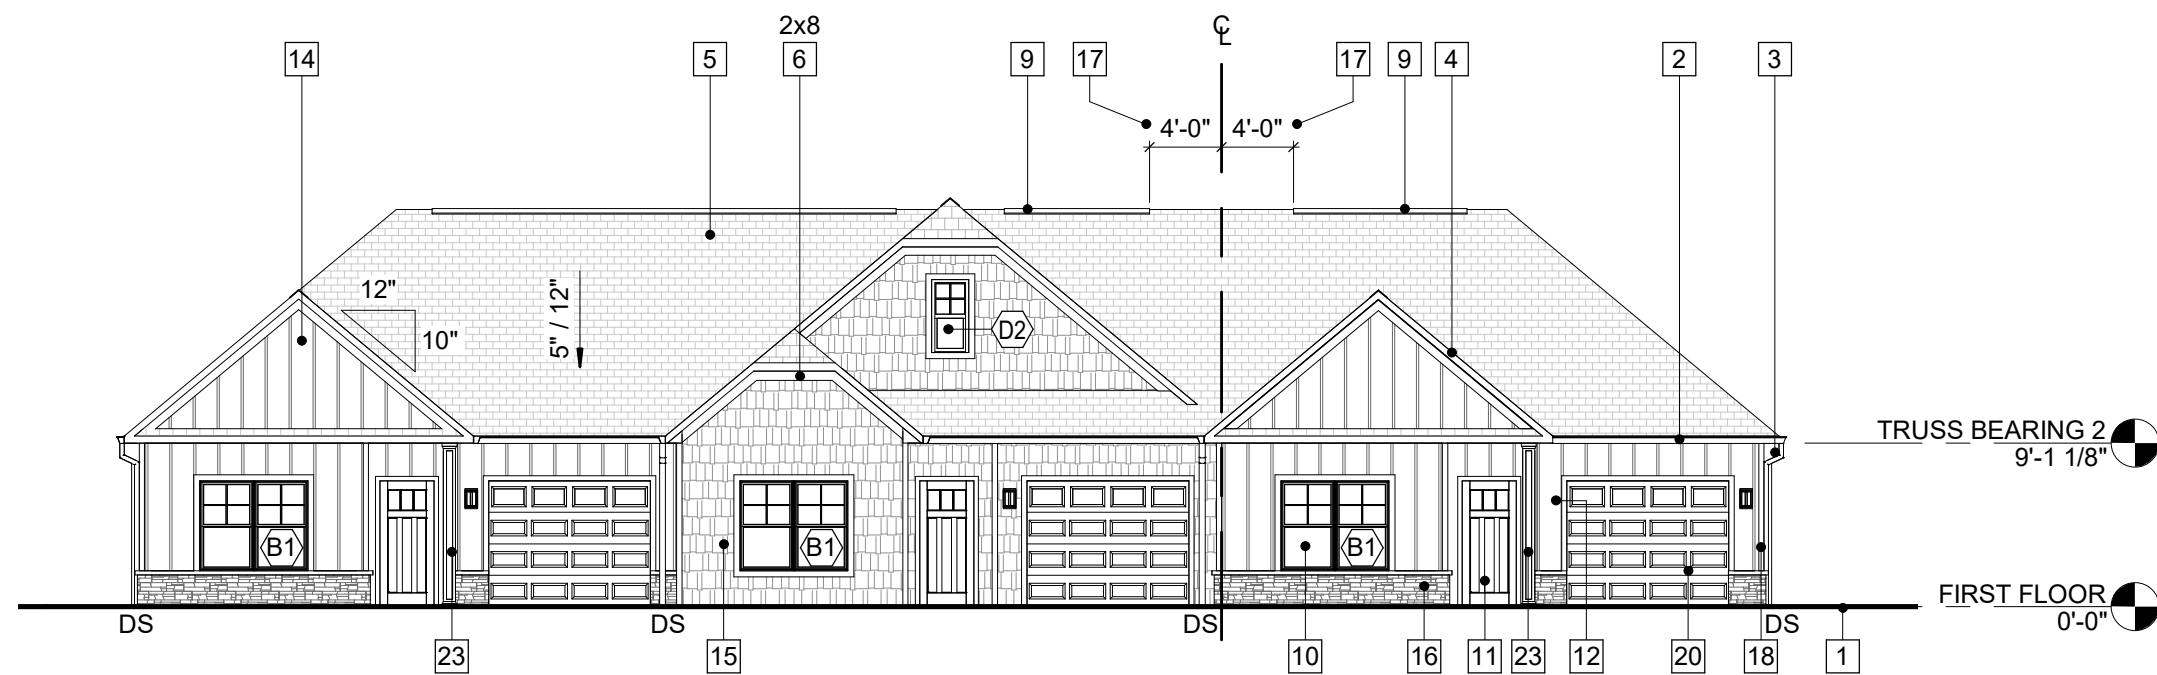 2x8
℄
14
5
6
9
17
17
9
4
2
3
4'-0"
4'-0"
12"
10"
5" / 12"
D2
TRUSS BEARING 2
9'-1 1/8"
B1
B1
B1
FIRST FLOOR
0'-0"
DS
DS
DS
DS
23
15
10
16
11
23
12
20
18
1